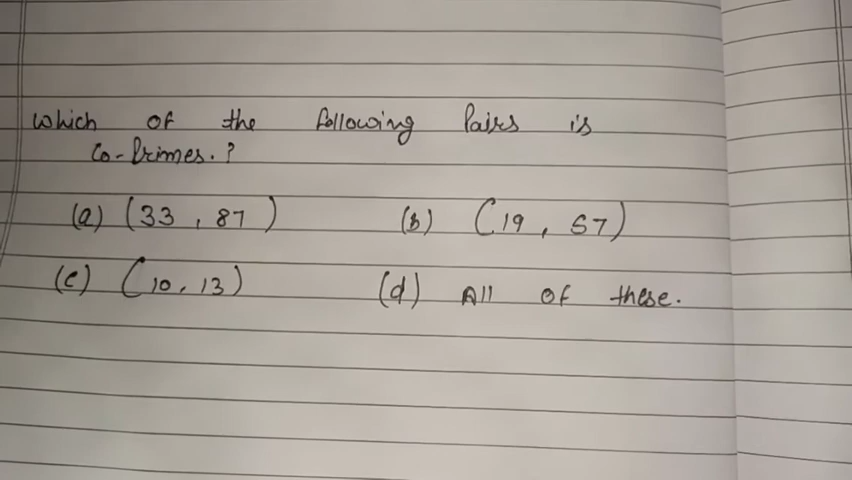 Which of the following Pairs is
Co-Primes.?
(a) (33, 87) (b) (19, 57)
(c) (10, 13) (d) All of these.